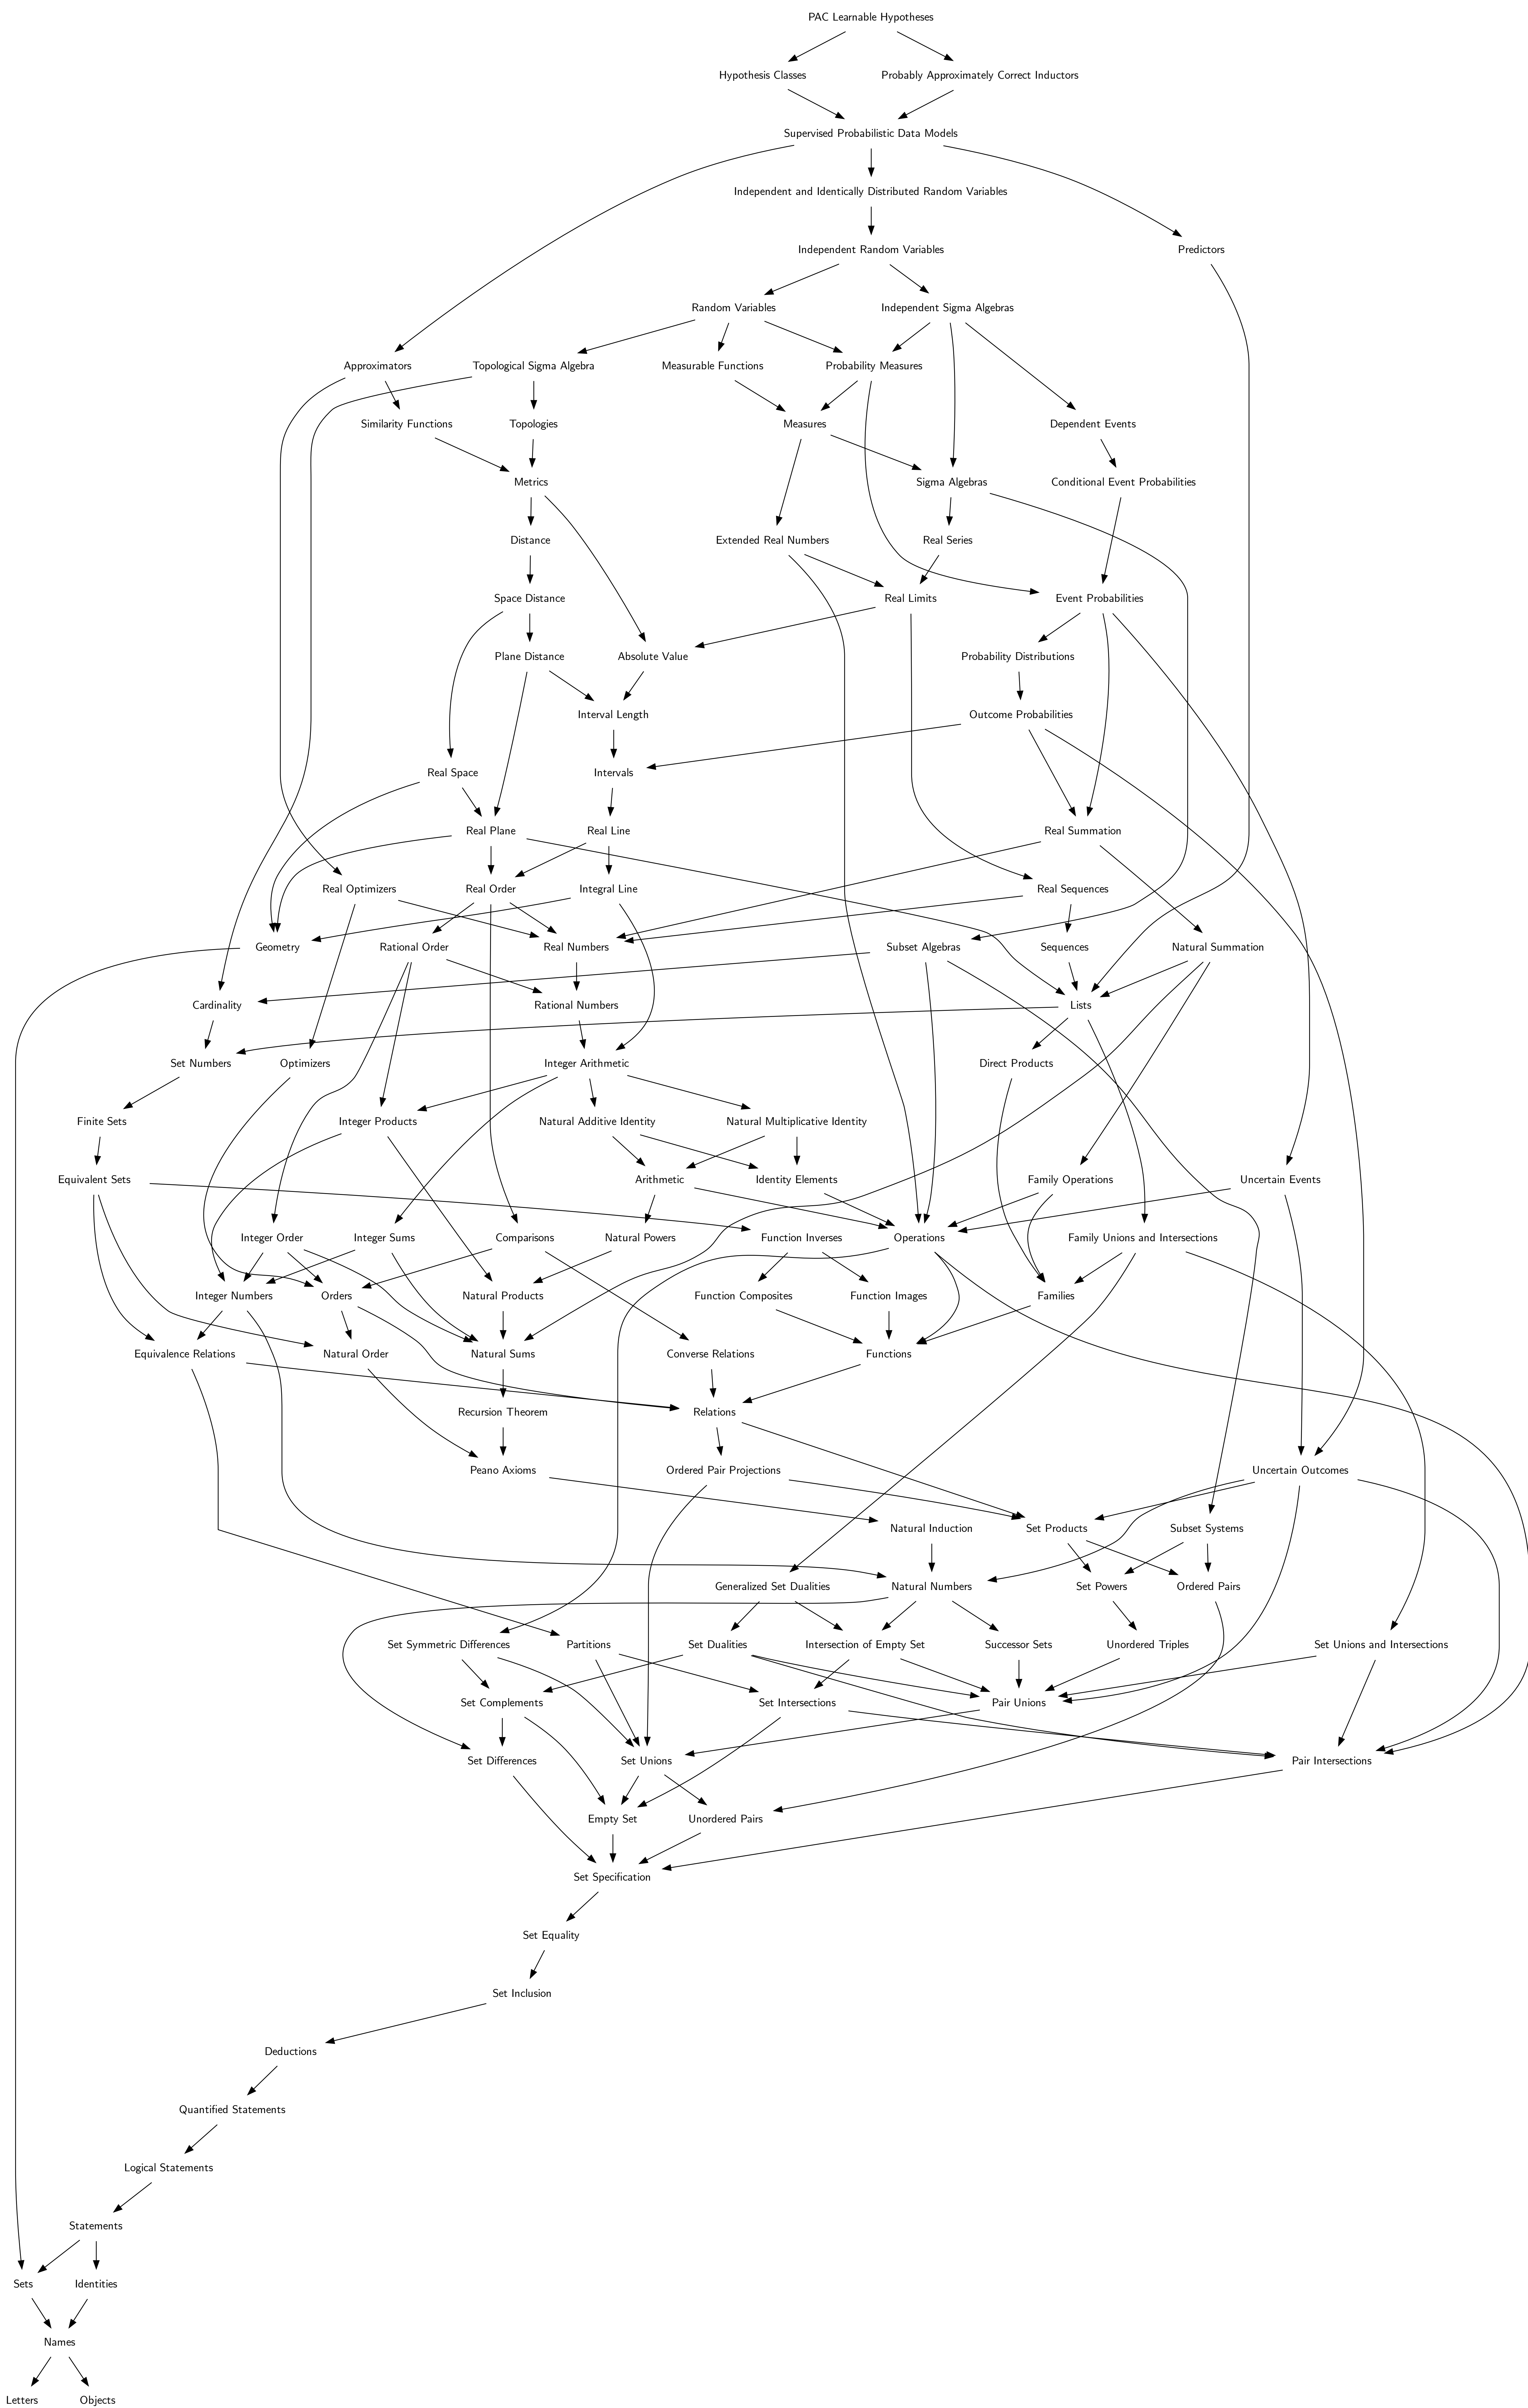 PAC Learnable Hypotheses
Hypothesis Classes
Probably Approximately Correct Inductors
Supervised Probabilistic Data Models
Independent and Identically Distributed Random Variables
Independent Random Variables
Predictors
Random Variables
Independent Sigma Algebras
Approximators
Topological Sigma Algebra
Measurable Functions
Probability Measures
Similarity Functions
Topologies
Measures
Dependent Events
Metrics
Sigma Algebras
Conditional Event Probabilities
Distance
Extended Real Numbers
Real Series
Space Distance
Real Limits
Event Probabilities
Plane Distance
Absolute Value
Probability Distributions
Interval Length
Outcome Probabilities
Real Space
Intervals
Real Plane
Real Line
Real Summation
Real Optimizers
Real Order
Integral Line
Real Sequences
Geometry
Rational Order
Real Numbers
Subset Algebras
Sequences
Natural Summation
Cardinality
Rational Numbers
Lists
Set Numbers
Optimizers
Integer Arithmetic
Direct Products
Finite Sets
Integer Products
Natural Additive Identity
Natural Multiplicative Identity
Equivalent Sets
Arithmetic
Identity Elements
Family Operations
Uncertain Events
Integer Order
Integer Sums
Comparisons
Natural Powers
Function Inverses
Operations
Family Unions and Intersections
Integer Numbers
Orders
Natural Products
Function Composites
Function Images
Families
Equivalence Relations
Natural Order
Natural Sums
Converse Relations
Functions
Recursion Theorem
Relations
Peano Axioms
Ordered Pair Projections
Uncertain Outcomes
Natural Induction
Set Products
Subset Systems
Generalized Set Dualities
Natural Numbers
Set Powers
Ordered Pairs
Set Symmetric Differences
Partitions
Set Dualities
Intersection of Empty Set
Successor Sets
Unordered Triples
Set Unions and Intersections
Set Complements
Set Intersections
Pair Unions
Set Differences
Set Unions
Pair Intersections
Empty Set
Unordered Pairs
Set Specification
Set Equality
Set Inclusion
Deductions
Quantified Statements
Logical Statements
Statements
Sets
Identities
Names
Letters
Objects